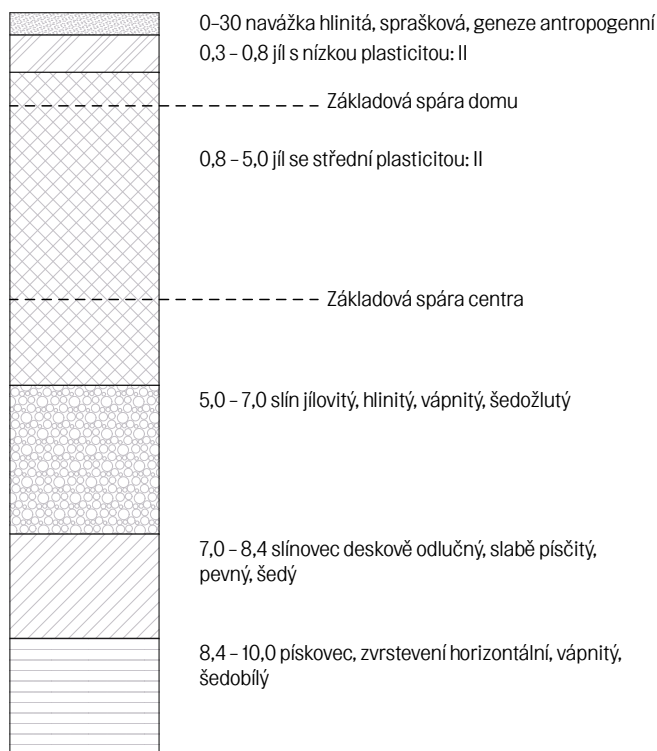 0–30 navážka hlinitá, sprašková, geneze antropogenní
0,3 – 0,8 jíl s nízkou plasticitou: II
Základová spára domu
0,8 – 5,0 jíl se střední plasticitou: II
Základová spára centra
5,0 – 7,0 slín jílovitý, hlinitý, vápnitý, šedožlutý
7,0 – 8,4 slínovec deskově odlučný, slabě písčitý,
pevný, šedý
8,4 – 10,0 pískovec, zvrstevení horizontální, vápnitý,
šedobílý